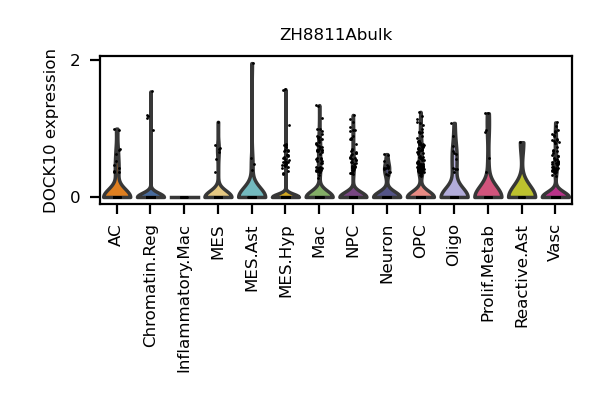 ZH8811Abulk
DOCK10 expression
2
0
AC
Chromatin.Reg
Inflammatory.Mac
MES
MES.Ast
MES.Hyp
Mac
NPC
Neuron
OPC
Oligo
Prolif.Metab
Reactive.Ast
Vasc